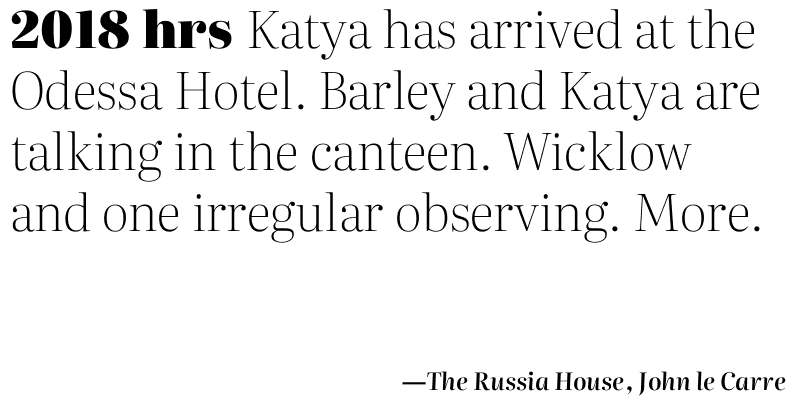 2018 hrs Katya has arrived at the
Odessa Hotel. Barley and Katya are
talking in the canteen. Wicklow
and one irregular observing. More.
—The Russia House, John le Carre